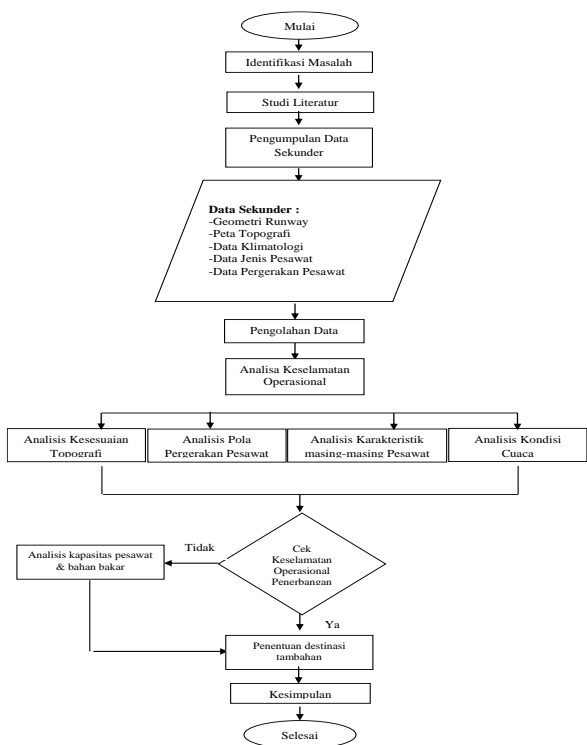 Mulai
Identifikasi Masalah
Studi Literatur
Pengumpulan Data
Sekunder
Data Sekunder :
-Geometri Runway
-Peta Topografi
-Data Klimatologi
-Data Jenis Pesawat
-Data Pergerakan Pesawat
Pengolahan Data
Analisa Keselamatan
Operasional
Analisis Kesesuaian
Topografi
Analisis Pola
Pergerakan Pesawat
Analisis Karakteristik
masing-masing Pesawat
Analisis Kondisi
Cuaca
Cek
Keselamatan
Operasional
Penerbangan
Tidak
Analisis kapasitas pesawat
& bahan bakar
Ya
Penentuan destinasi
tambahan
Kesimpulan
Selesai